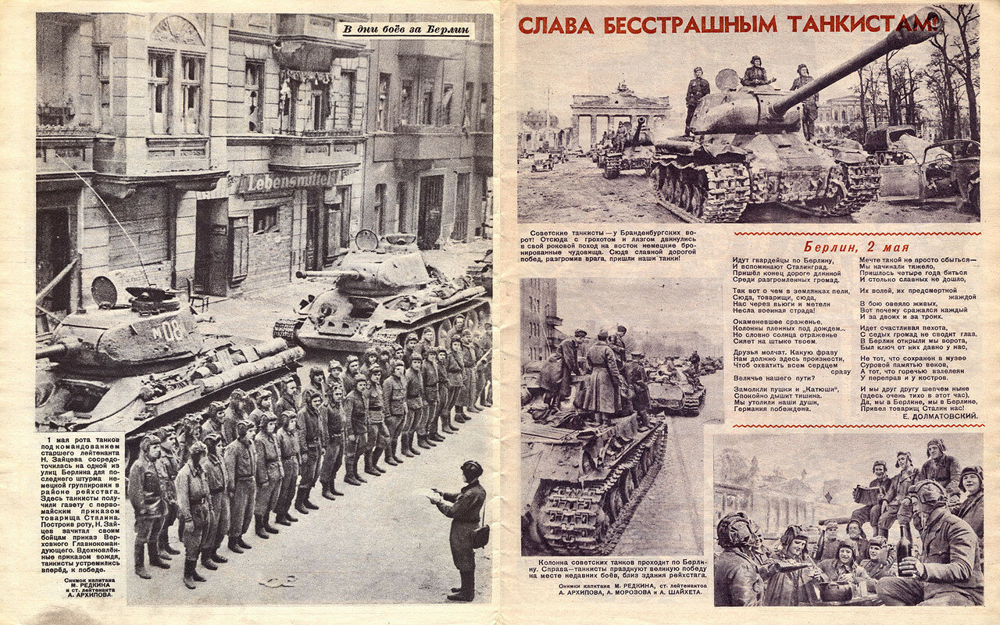 В дни боёв за Берлин
Lebensmittel
08
1 мая рота танков
под командованием
старшего лейтенанта
Н. Зайцева сосредо-
точилась на одной из
улиц Берлина для по-
следнего штурма не-
мецкой группировки в
районе рейхстага.
Здесь танкисты полу-
чили газету с перво-
майским приказом
товарища Сталина.
Построив роту, Н. Зай-
цев зачитал своим
бойцам приказ Вер-
ховного Главнокоман-
дующего. Вдохновлён-
ные приказом вождя,
танкисты устремились
вперёд, к победе.
Снимок капитана
М. РЕДКИНА
и ст. лейтенанта
А. АРХИПОВА.
СЛАВА БЕССТРАШНЫМ ТАНКИСТАМ!
Советские танкисты — у Бранденбургских во-
рот! Отсюда с грохотом и лязгом двинулись
в свой роковой поход на восток немецкие бро-
нированные чудовища. Сюда славной дорогой
побед, разгромив врага, пришли наши танки!
Берлин, 2 мая
Идут гвардейцы по Берлину,
И вспоминают Сталинград.
Пришёл конец дороге длинной
Среди разгромленных громад.
Так вот о чем в землянках пели,
Сюда, товарищи, сюда,
Нас через вьюги и метели
Несла военная страда!
Окаменевшее сраженье,
Колонны пленных под дождем...
Но словно солнца отраженье
Сияет на штыке твоем.
Друзья молчат. Какую фразу
Нам должно здесь произнести,
Чтоб охватить всем сердцем
сразу
Величье нашего пути?
Замолкли пушки и „Катюши“,
Спокойно дышит тишина.
Мы утолили наши души,
Германия побеждена.
Мечте такой не просто сбыться—
Мы начинали тяжело,
Пришлось четыре года биться
И столько славных не дошло,
Их волей, их предсмертной
жаждой
В бою овеяло живых,
Вот почему сражался каждый
И за двоих и за троих.
Идет счастливая пехота,
С седых громад не сводит глаз.
В Берлин открыли мы ворота,
Был ключ от них давно у нас,
Не тот, что сохранен в музее
Суровой памятью веков,
А тот, что горечью взлелеян
У переправ и у костров.
И мы друг другу шепчем ныне
(здесь очень тихо в этот час).
Да, мы в Берлине, мы в Берлине,
Привел товарищ Сталин нас!
Е. ДОЛМАТОВСКИЙ.
Колонна советских танков проходит по Берли-
ну. Справа—танкисты празднуют великую победу
на месте недавних боёв, близ здания рейхстага.
Снимки капитана М. РЕДКИНА, ст. лейтенантов
А. АРХИПОВА, А. МОРОЗОВА и А. ШАЙХЕТА.